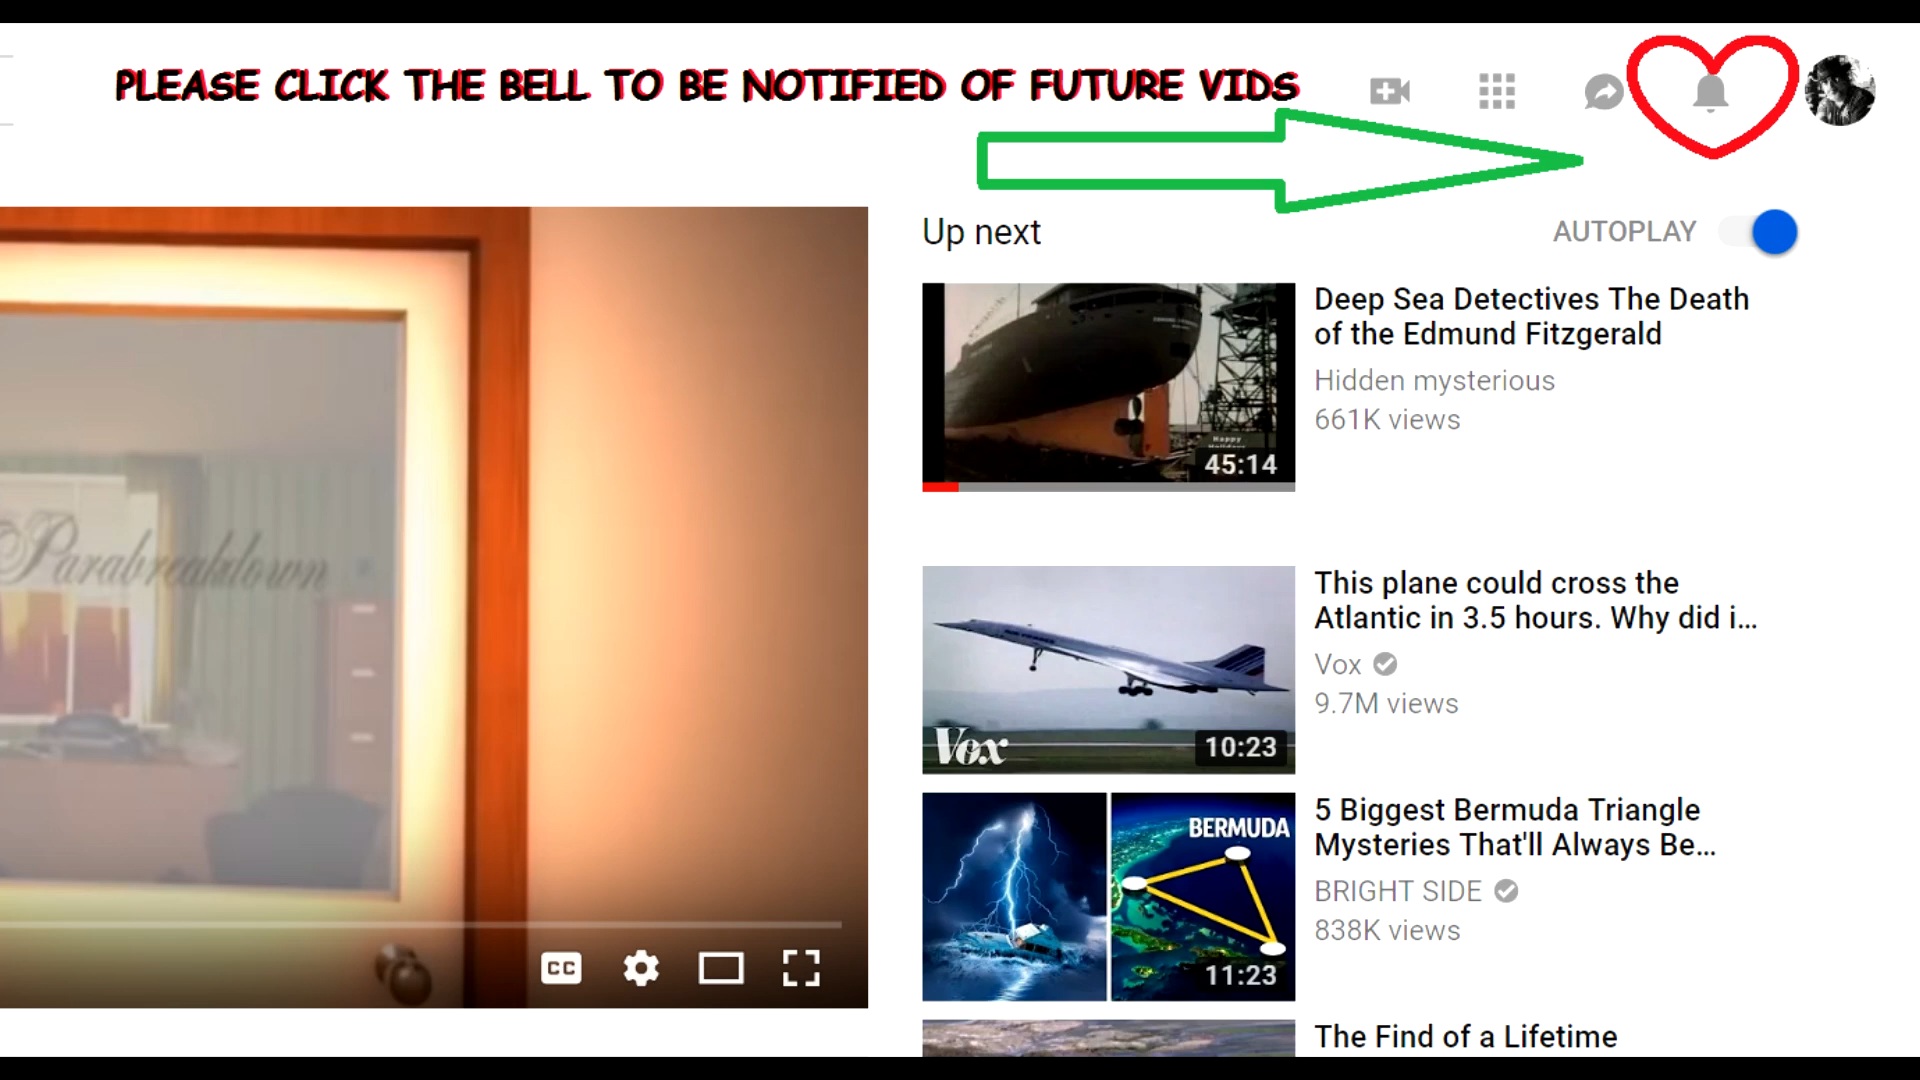 PLEASE CLICK THE BELL TO BE NOTIFIED OF FUTURE VIDS
Up next
AUTOPLAY
Parabreakdown
CC
Happy
Holidays
45:14
Deep Sea Detectives The Death
of the Edmund Fitzgerald
Hidden mysterious
661K views
Vox
10:23
This plane could cross the
Atlantic in 3.5 hours. Why did i...
Vox
9.7M views
BERMUDA
11:23
5 Biggest Bermuda Triangle
Mysteries That'll Always Be...
BRIGHT SIDE
838K views
The Find of a Lifetime